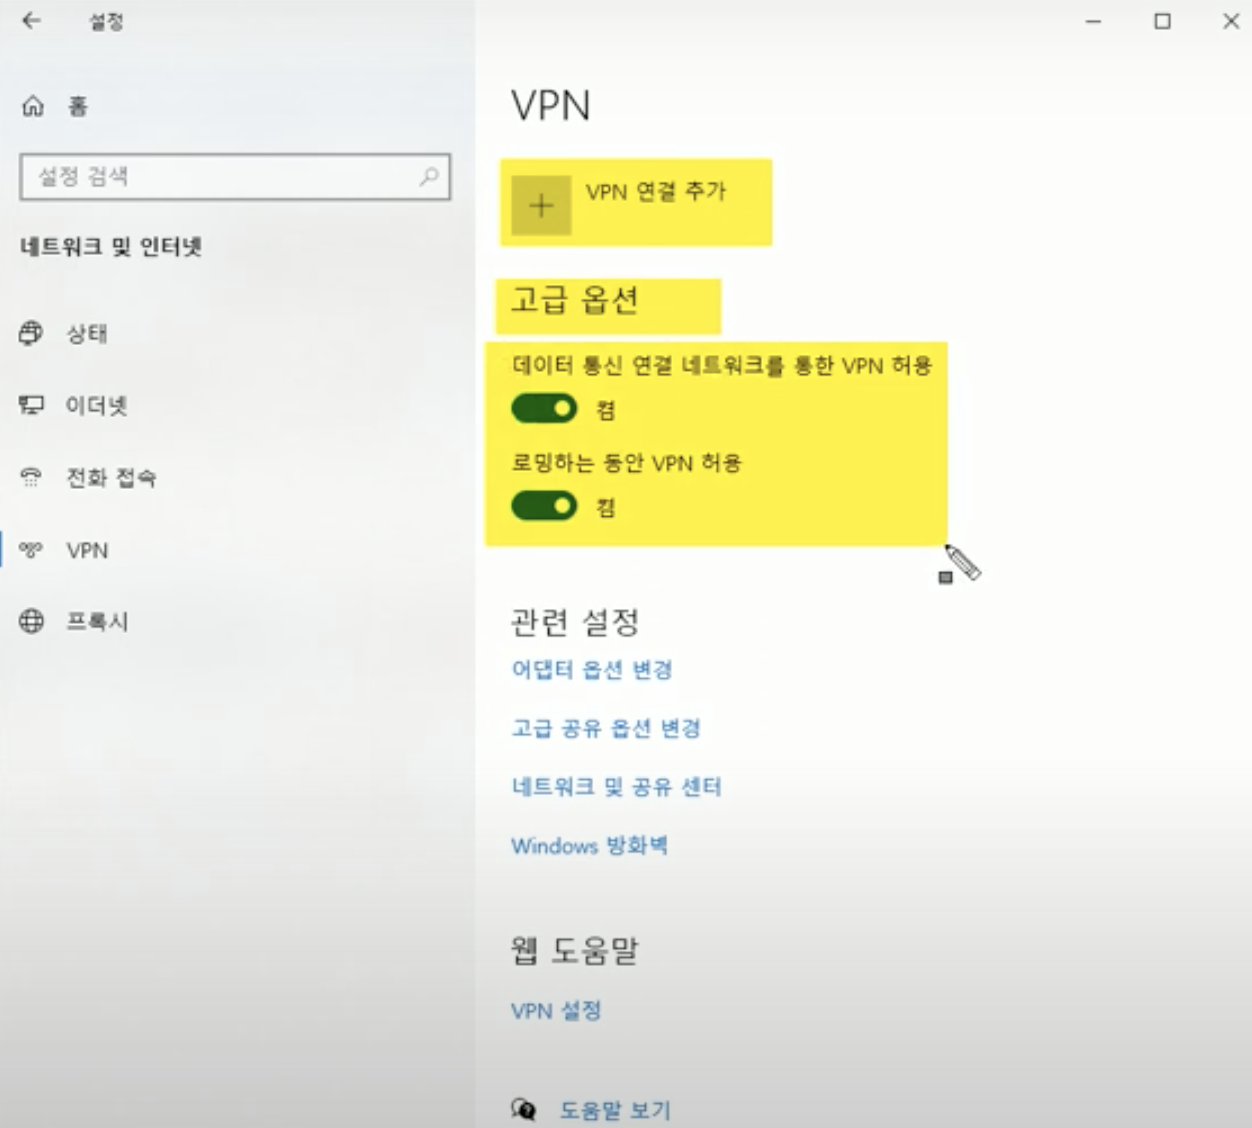 설정
홈
설정 검색
네트워크 및 인터넷
상태
이더넷
전화 접속
VPN
프록시
VPN
VPN 연결 추가
고급 옵션
데이터 통신 연결 네트워크를 통한 VPN 허용
켬
로밍하는 동안 VPN 허용
켬
관련 설정
어댑터 옵션 변경
고급 공유 옵션 변경
네트워크 및 공유 센터
Windows 방화벽
웹 도움말
VPN 설정
도움말 보기